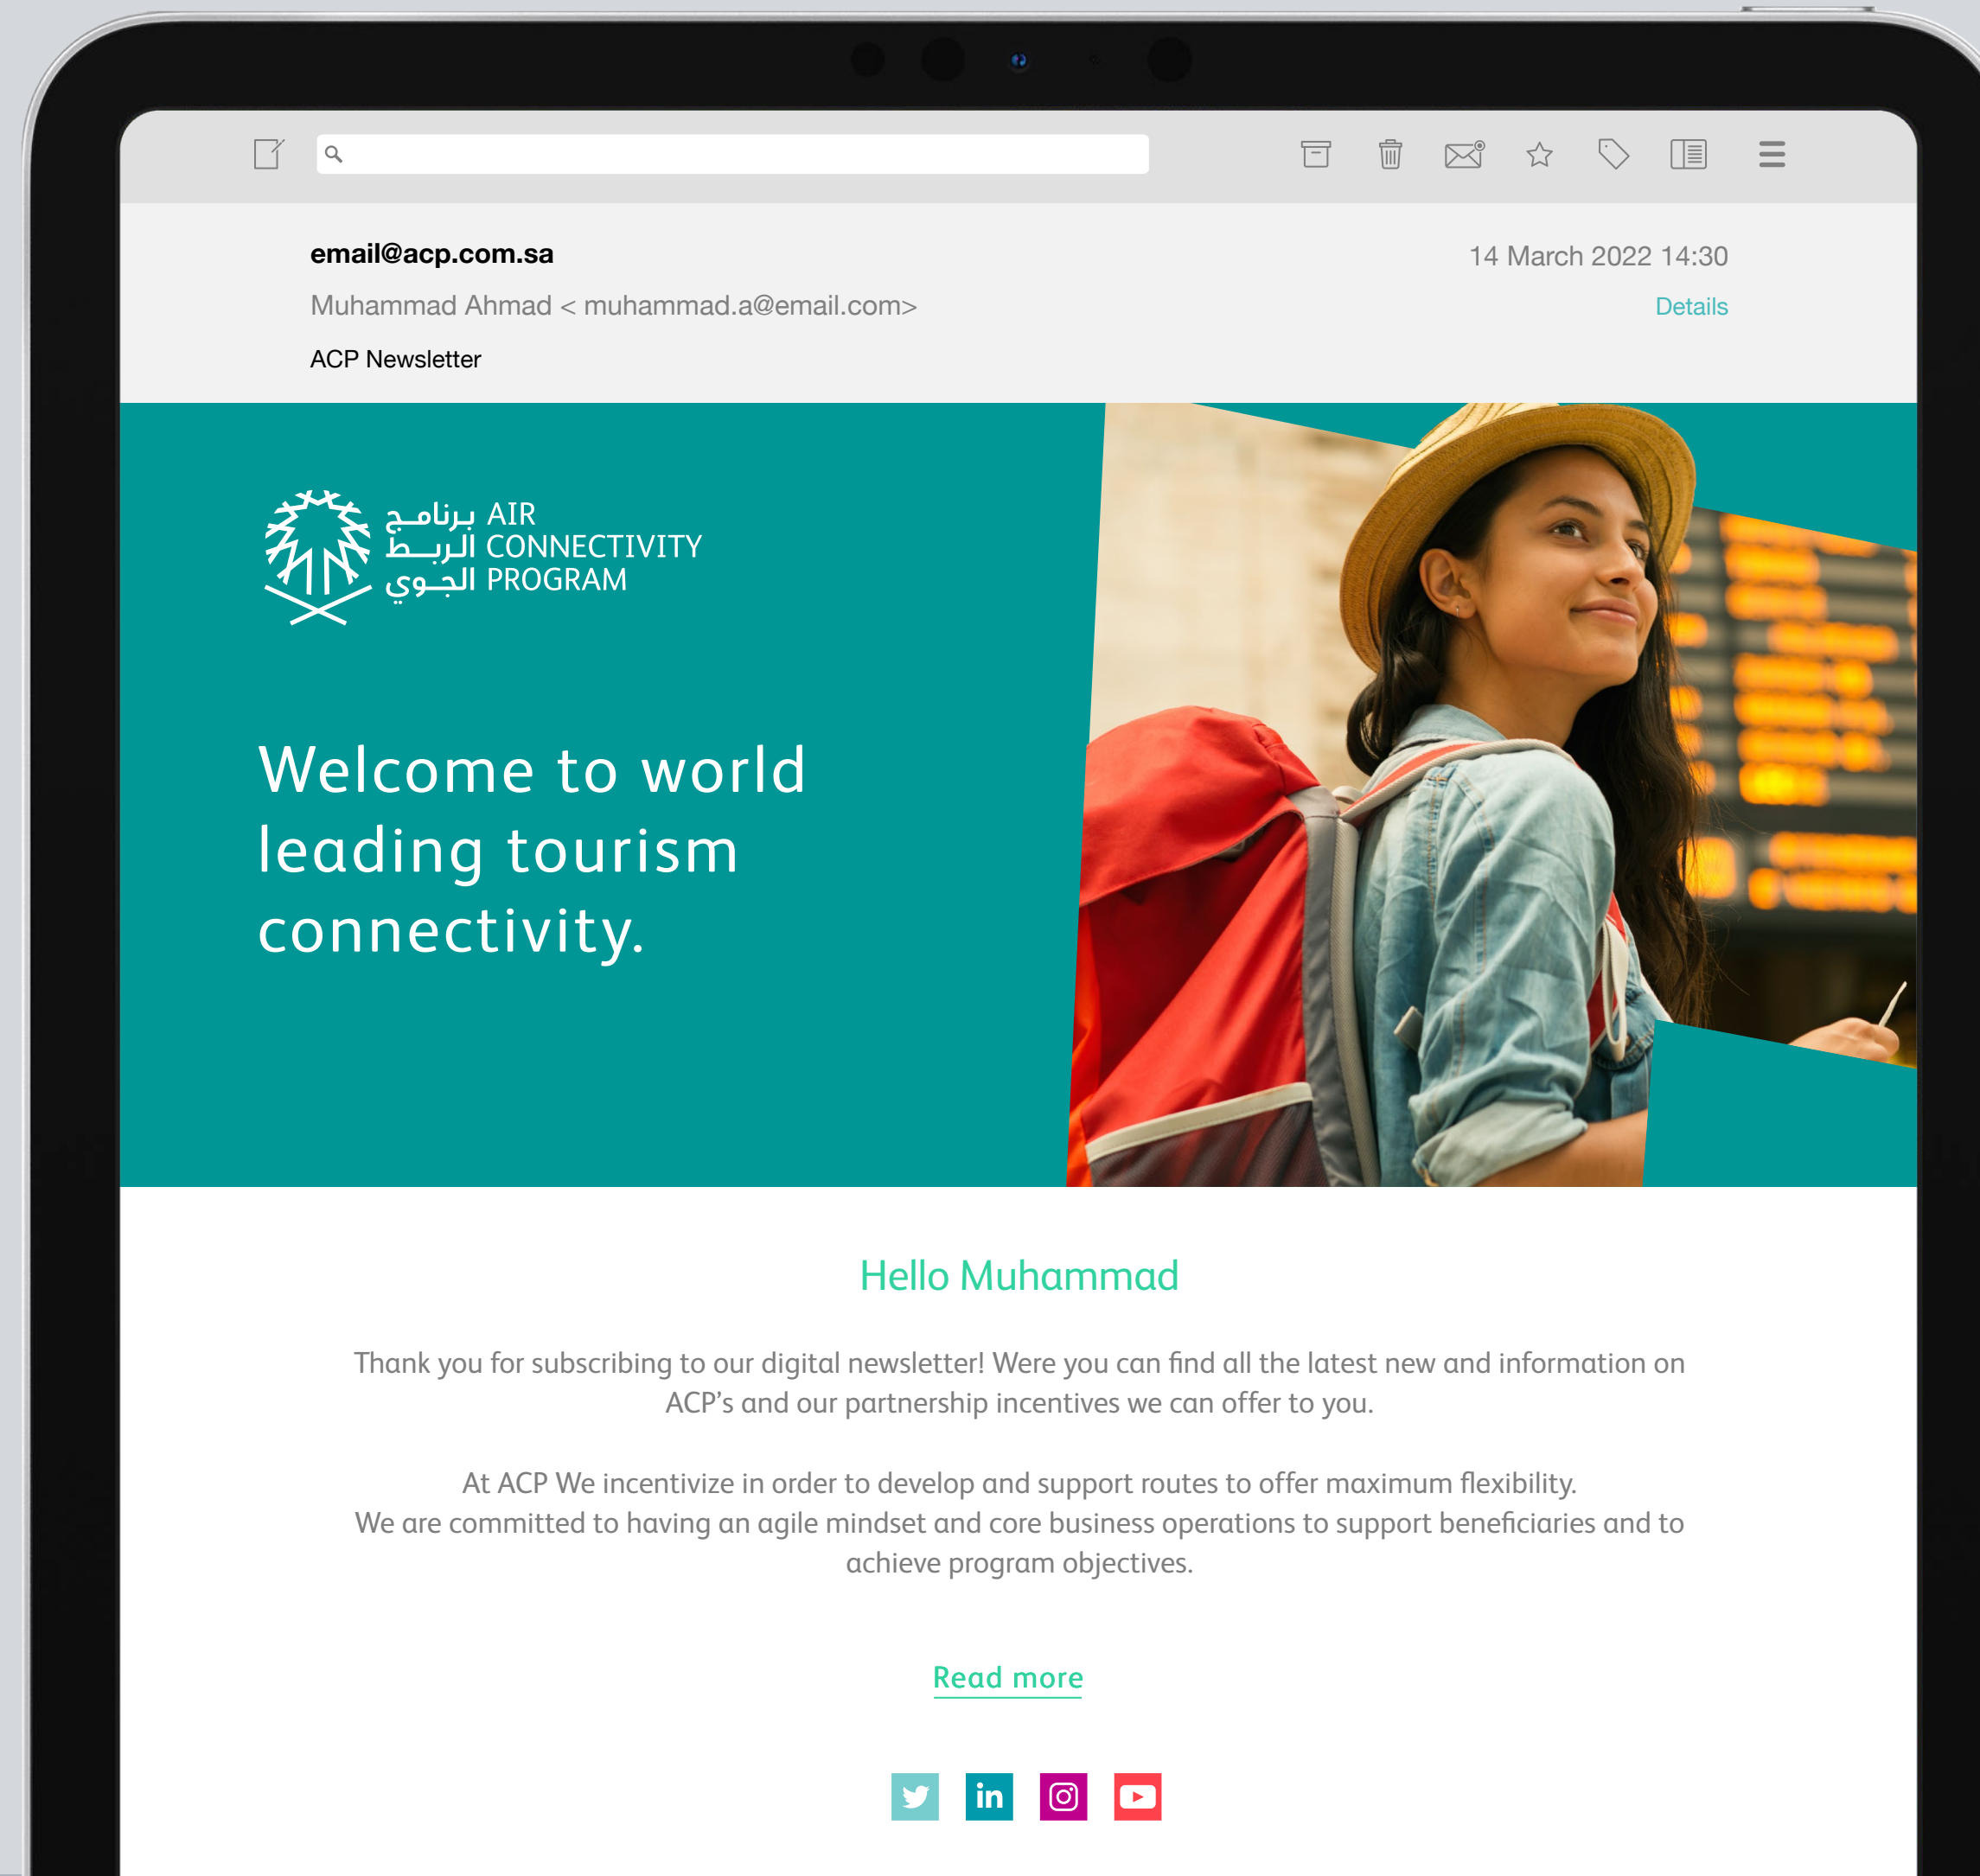 email@acp.com.sa
14 March 2022 14:30
Muhammad Ahmad < muhammad.a@email.com>
Details
ACP Newsletter
برنامج AIR
الربط CONNECTIVITY
الجوي PROGRAM
Welcome to world
leading tourism
connectivity.
Hello Muhammad
Thank you for subscribing to our digital newsletter! Were you can find all the latest new and information on
ACP’s and our partnership incentives we can offer to you.
At ACP We incentivize in order to develop and support routes to offer maximum flexibility.
We are committed to having an agile mindset and core business operations to support beneficiaries and to
achieve program objectives.
Read more
in